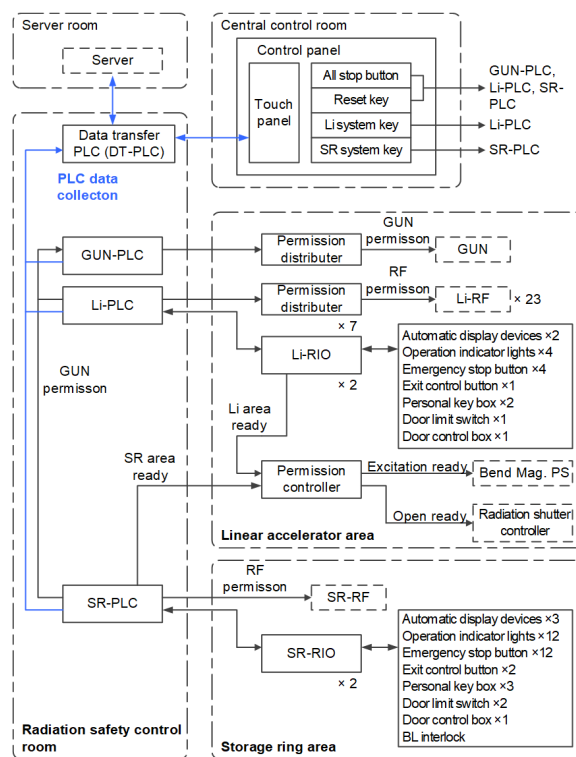 Server room
Server
Central control room
Control panel
Touch
panel
All stop button
Reset key
Li system key
SR system key
GUN-PLC,
Li-PLC, SR-
PLC
Li-PLC
SR-PLC
Data transfer
PLC (DT-PLC)
PLC data
collecton
GUN-PLC
Li-PLC
GUN
permisson
SR area
ready
SR-PLC
Radiation safety control
room
Permission
distributer
GUN
permisson
GUN
Permission
distributer
× 7
RF
permisson
Li-RF
× 23
Li-RIO
× 2
Automatic display devices ×2
Operation indicator lights ×4
Emergency stop button ×4
Exit control button ×1
Personal key box ×2
Door limit switch ×1
Door control box ×1
Li area
ready
Permission
controller
Excitation ready
Bend Mag. PS
Open ready
Radiation shutter
controller
Linear accelerator area
RF
permisson
SR-RF
SR-RIO
× 2
Automatic display devices ×3
Operation indicator lights ×12
Emergency stop button ×12
Exit control button ×2
Personal key box ×3
Door limit switch ×2
Door control box ×1
BL interlock
Storage ring area